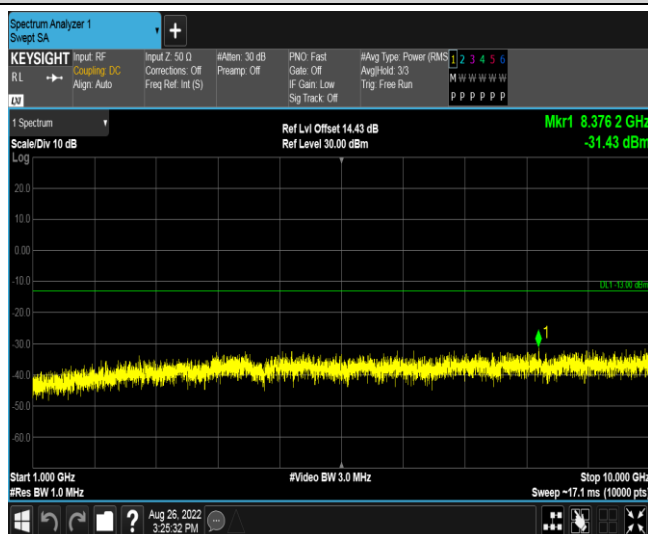 Spectrum Analyzer 1
Swept SA
+
KEYSIGHT
RL
LXI
Input: RF
Coupling: DC
Align: Auto
Input Z: 50 Ω
Corrections: Off
Freq Ref: Int (S)
#Atten: 30 dB
Preamp: Off
PNO: Fast
Gate: Off
IF Gain: Low
Sig Track: Off
#Avg Type: Power (RMS
Avg|Hold: 3/3
Trig: Free Run
1 2 3 4 5 6
M W W W W W
P P P P P P
1 Spectrum
Scale/Div 10 dB
Log
Ref Lvl Offset 14.43 dB
Ref Level 30.00 dBm
Mkr1 8.376 2 GHz
-31.43 dBm
20.0
10.0
0.00
-10.0
DL1 -13.00 dBm
-20.0
-30.0
1
-40.0
-50.0
-60.0
Start 1.000 GHz
#Res BW 1.0 MHz
#Video BW 3.0 MHz
Stop 10.000 GHz
Sweep ~17.1 ms (10000 pts)
?
Aug 26, 2022
3:25:32 PM